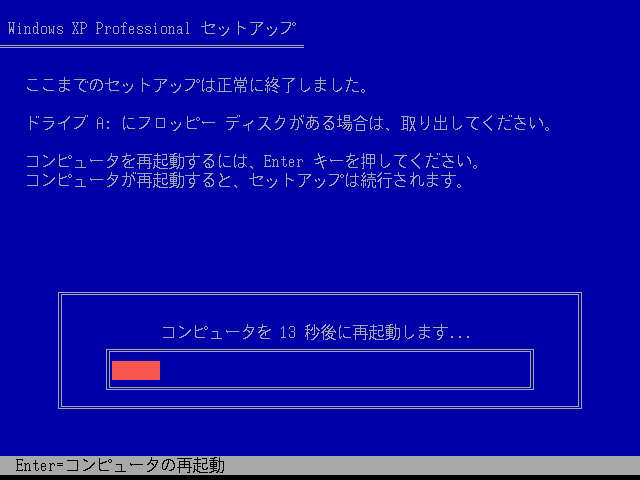 Windows XP Professional セットアップ
ここまでのセットアップは正常に終了しました。
ドライブ A: にフロッピー ディスクがある場合は、取り出してください。
コンピュータを再起動するには、Enter キーを押してください。
コンピュータが再起動すると、セットアップは続行されます。
コンピュータを 13 秒後に再起動します...
Enter=コンピュータの再起動